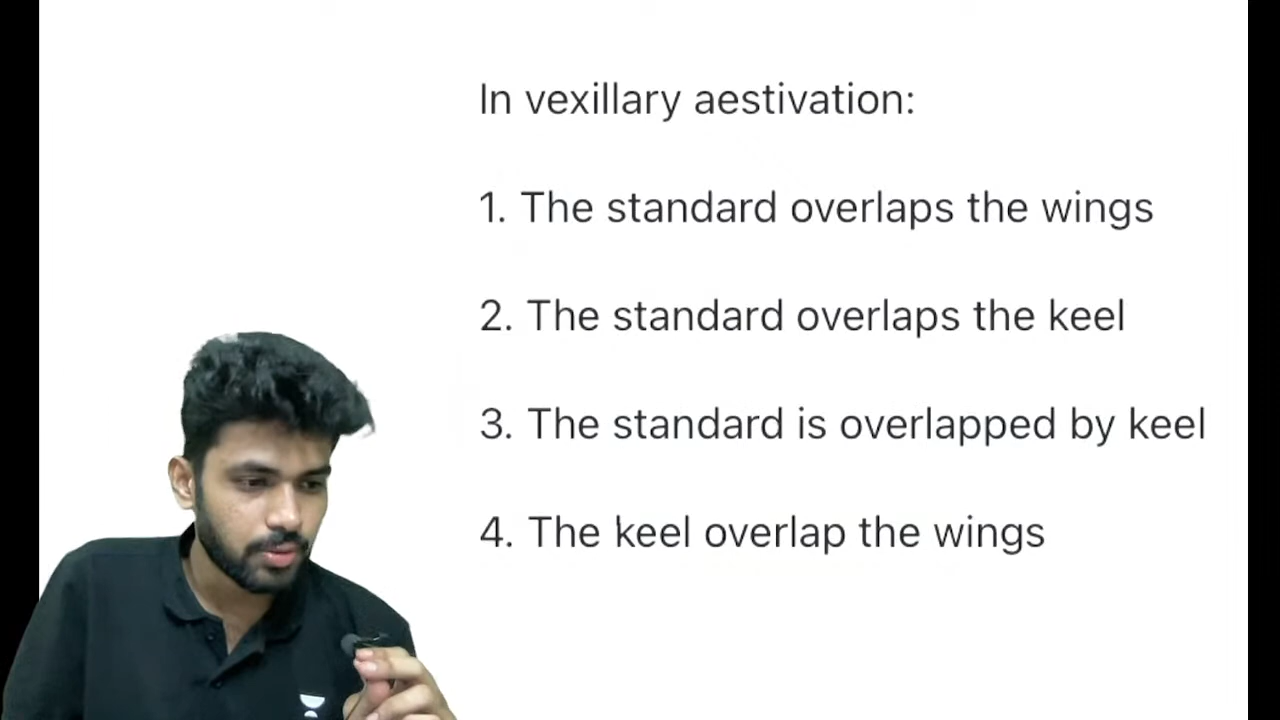 In vexillary aestivation:
1. The standard overlaps the wings
2. The standard overlaps the keel
3. The standard is overlapped by keel
4. The keel overlap the wings